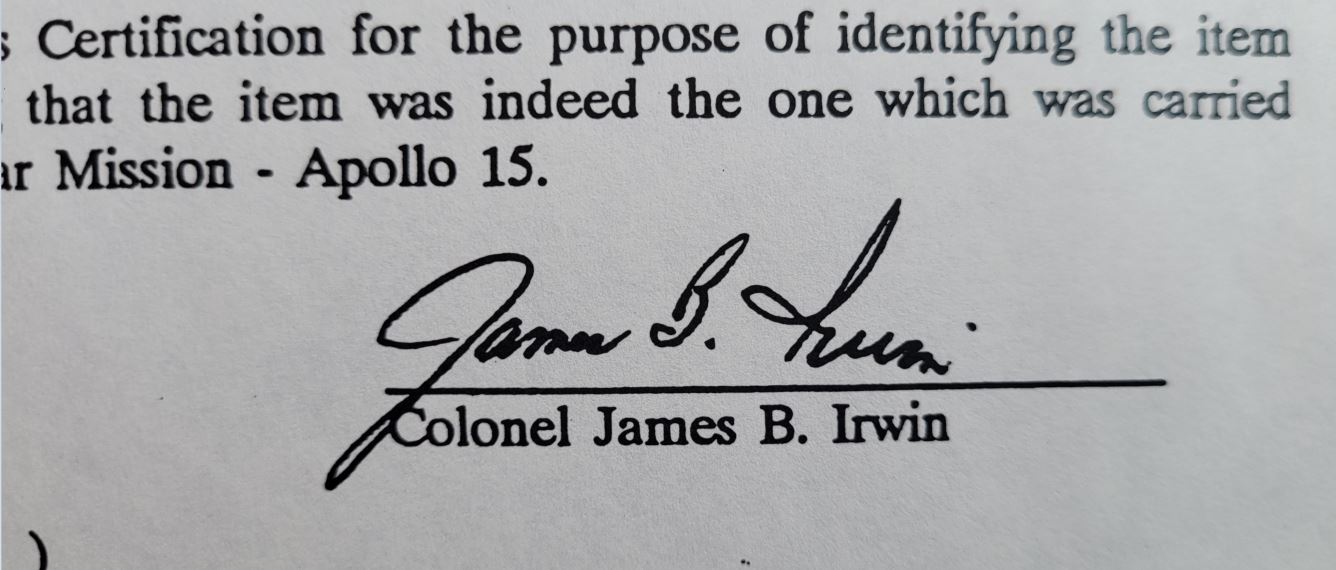 s Certification for the purpose of identifying the item
that the item was indeed the one which was carried
ar Mission - Apollo 15.
James B. Irwin
Colonel James B. Irwin
)